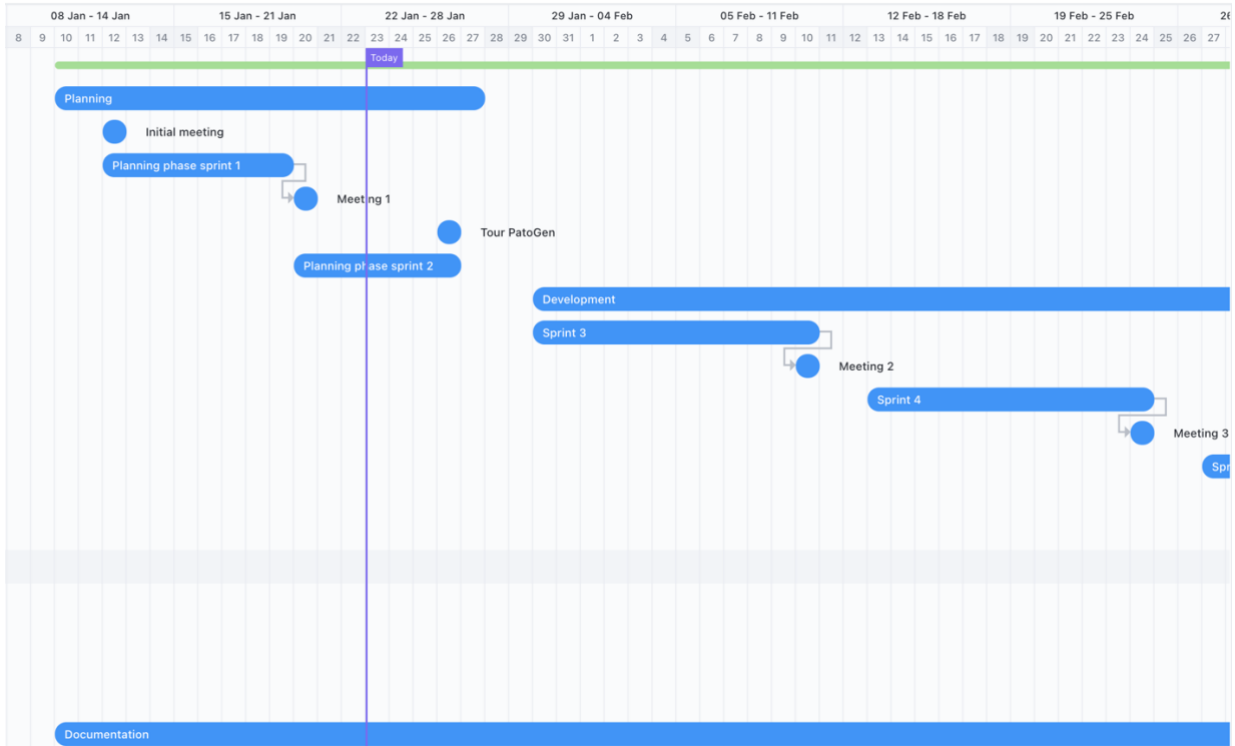 08 Jan - 14 Jan 15 Jan - 21 Jan 22 Jan - 28 Jan 29 Jan - 04 Feb 05 Feb - 11 Feb 12 Feb - 18 Feb 19 Feb - 25 Feb
8 9 10 11 12 13 14 15 16 17 18 19 20 21 22 23 24 25 26 27 28 29 30 31 1 2 3 4 5 6 7 8 9 10 11 12 13 14 15 16 17 18 19 20 21 22 23 24 25 26 27
Today
Planning
Initial meeting
Planning phase sprint 1
Meeting 1
Tour PatoGen
Planning phase sprint 2
Development
Sprint 3
Meeting 2
Sprint 4
Meeting 3
Spr
Documentation